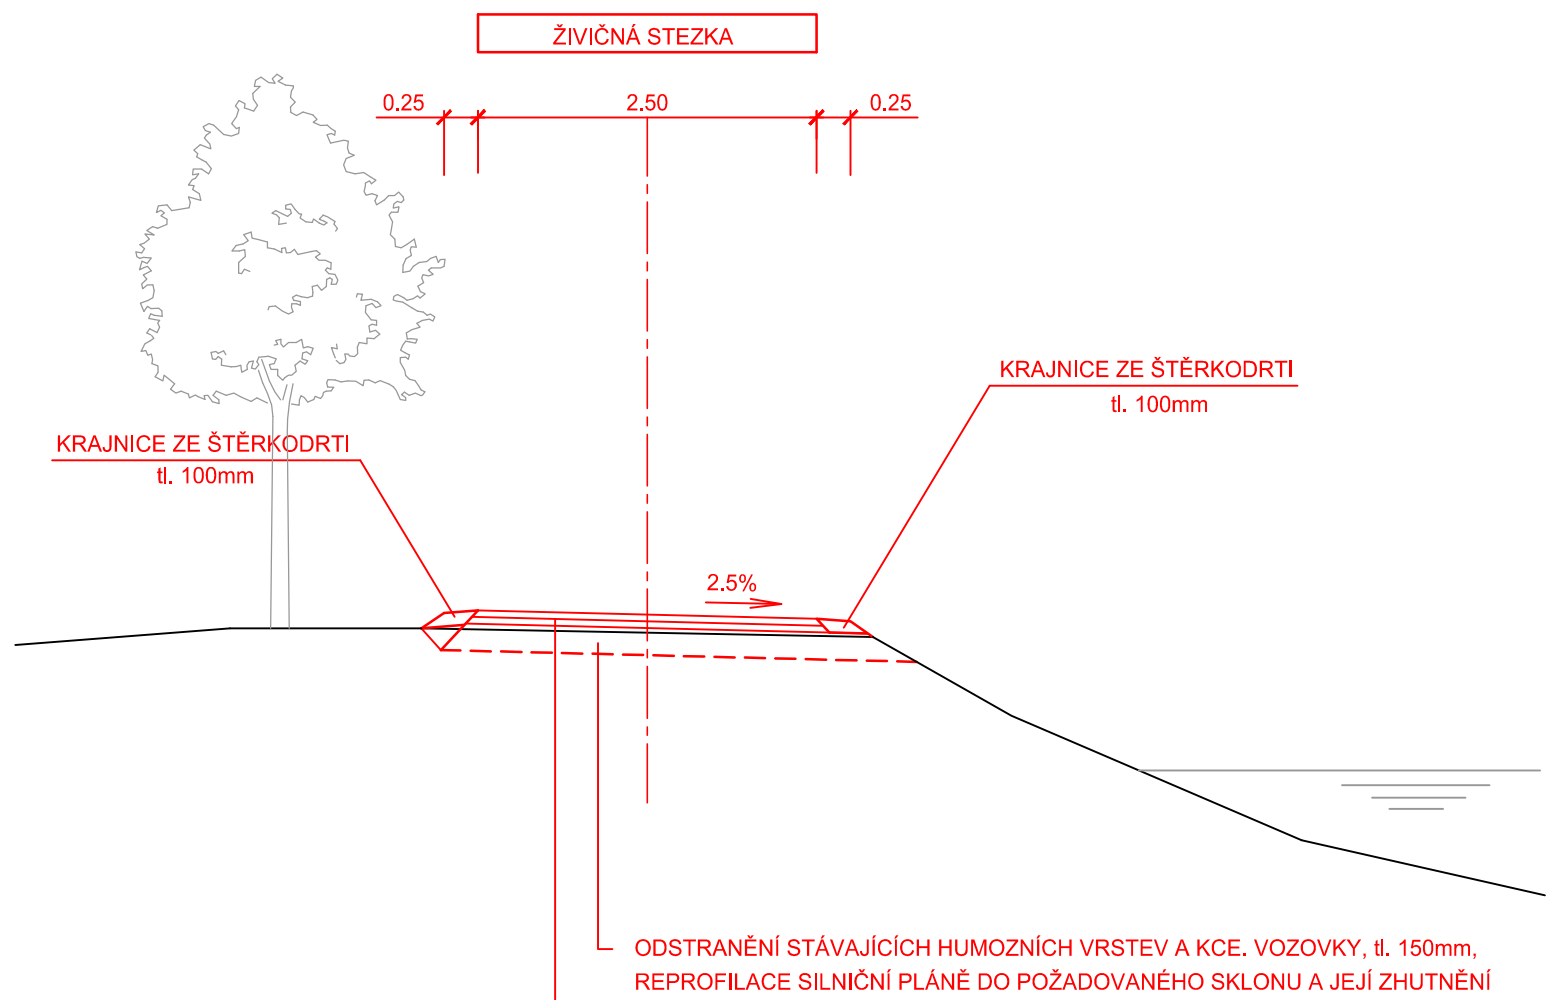 ŽIVIČNÁ STEZKA
0.25 2.50 0.25
KRAJNICE ZE ŠTĚRKODRTI
tl. 100mm
KRAJNICE ZE ŠTĚRKODRTI
tl. 100mm
2.5%
ODSTRANĚNÍ STÁVAJÍCÍCH HUMOZNÍCH VRSTEV A KCE. VOZOVKY, tl. 150mm,
REPROFILACE SILNIČNÍ PLÁNĚ DO POŽADOVANÉHO SKLONU A JEJÍ ZHUTNĚNÍ